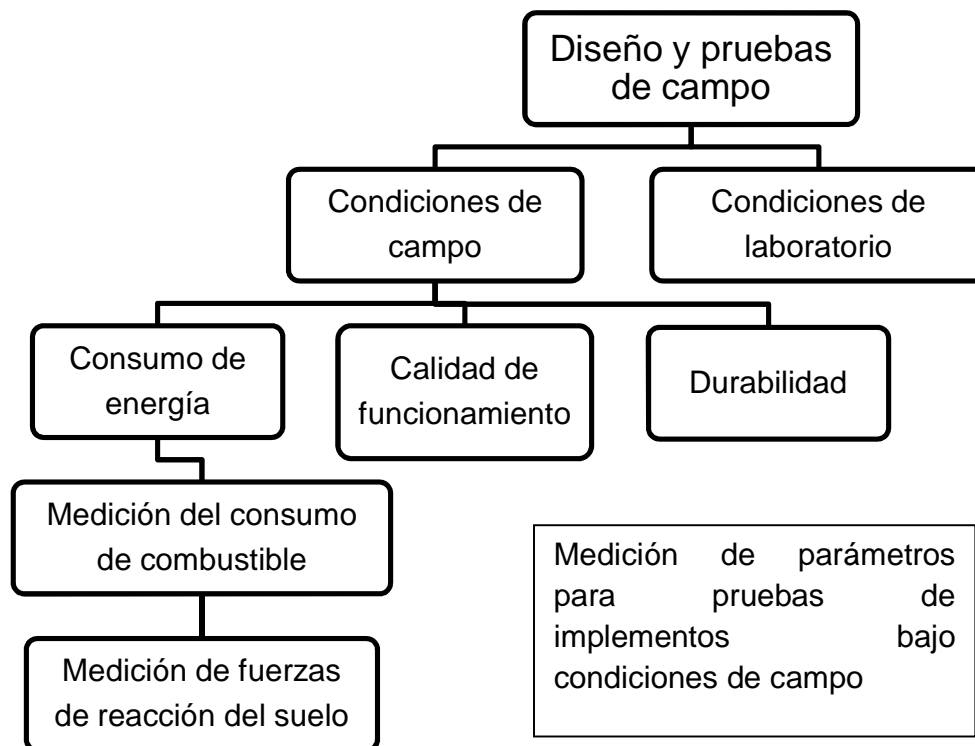 Diseño y pruebas
de campo
Condiciones de
campo
Condiciones de
laboratorio
Consumo de
energía
Calidad de
funcionamiento
Durabilidad
Medición del consumo
de combustible
Medición de fuerzas
de reacción del suelo
Medición de parámetros
para pruebas de
implementos bajo
condiciones de campo